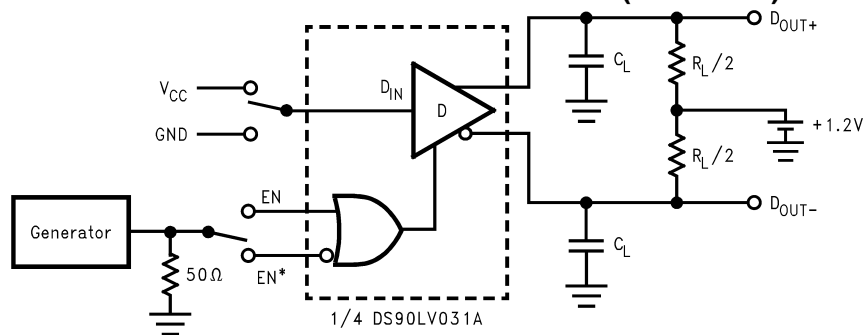 D_OUT+
C_L
R_L/2
V_CC
D_IN
D
GND
+1.2V
R_L/2
EN
D_OUT−
Generator
C_L
50Ω
EN*
1/4 DS90LV031A